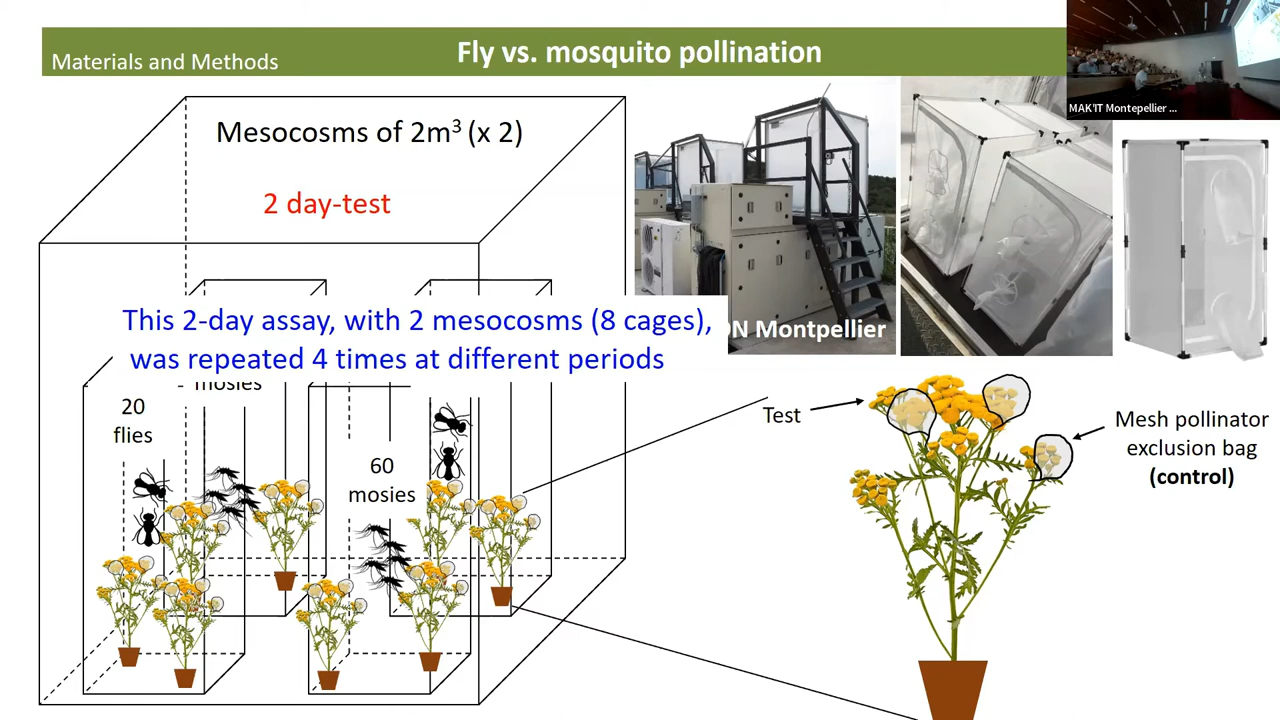 Materials and Methods
Fly vs. mosquito pollination
MAK'IT Montepellier ...
Mesocosms of 2m³ (x 2)
2 day-test
This 2-day assay, with 2 mesocosms (8 cages),
was repeated 4 times at different periods
Montpellier
mosies
20
flies
60
mosies
Test
Mesh pollinator
exclusion bag
(control)